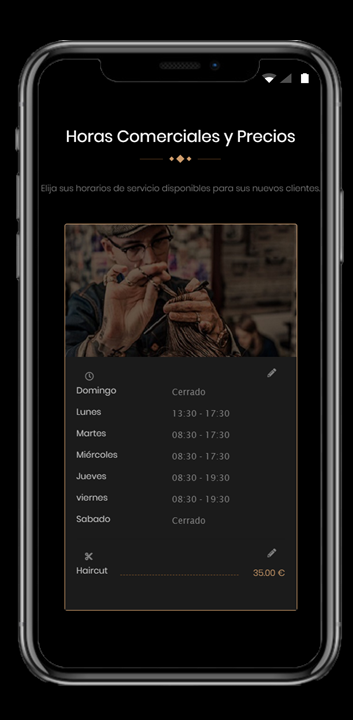 Horas Comerciales y Precios
Elija sus horarios de servicio disponibles para sus nuevos clientes.
Domingo Cerrado
Lunes 13:30 - 17:30
Martes 08:30 - 17:30
Miércoles 08:30 - 17:30
Jueves 08:30 - 19:30
viernes 08:30 - 19:30
Sabado Cerrado
Haircut 35.00 €